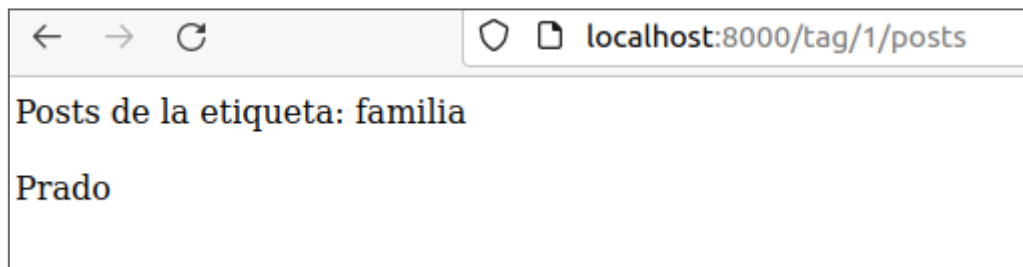 localhost:8000/tag/1/posts
Posts de la etiqueta: familia
Prado